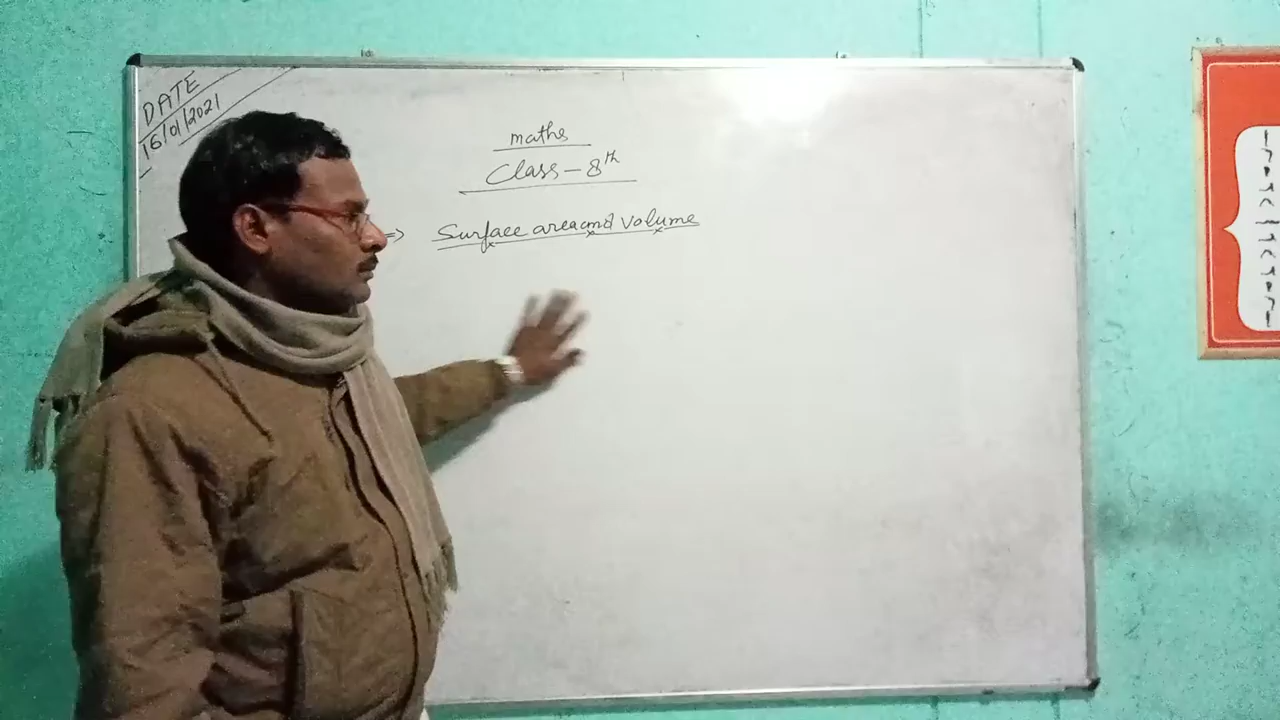 DATE
16/01/2021
maths
Class - 8th
=> Surface area and volume